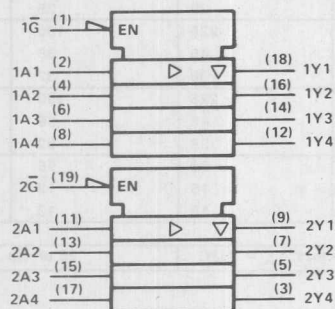 1G̅ (1) EN
1A1 (2) (18) 1Y1
1A2 (4) (16) 1Y2
1A3 (6) (14) 1Y3
1A4 (8) (12) 1Y4
2G̅ (19) EN
2A1 (11) (9) 2Y1
2A2 (13) (7) 2Y2
2A3 (15) (5) 2Y3
2A4 (17) (3) 2Y4